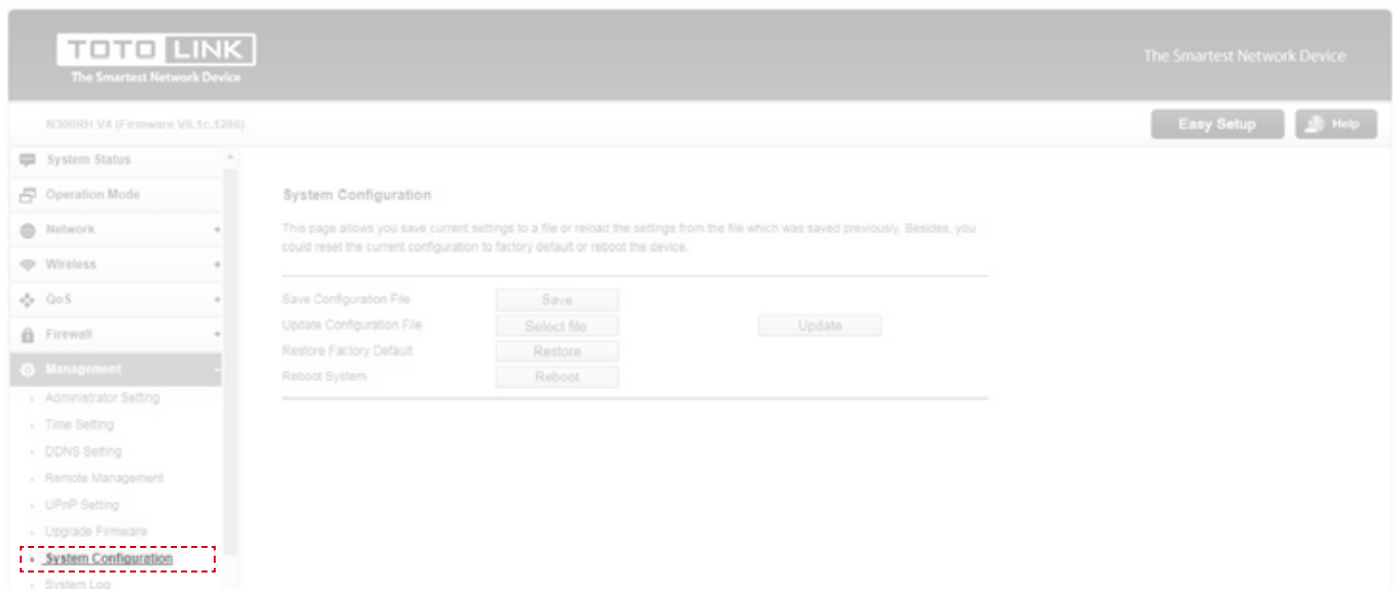 TOTO LINK
The Smartest Network Device
The Smartest Network Device
N300RH V4 (Firmware V6.1c.1286)
Easy Setup
Help
System Status
Operation Mode
Network
Wireless
QoS
Firewall
Management
Administrator Setting
Time Setting
DDNS Setting
Remote Management
UPnP Setting
Upgrade Firmware
System Configuration
System Log
System Configuration
This page allows you save current settings to a file or reload the settings from the file which was saved previously. Besides, you
could reset the current configuration to factory default or reboot the device.
Save Configuration File Save
Update Configuration File Select file Update
Restore Factory Default Restore
Reboot System Reboot